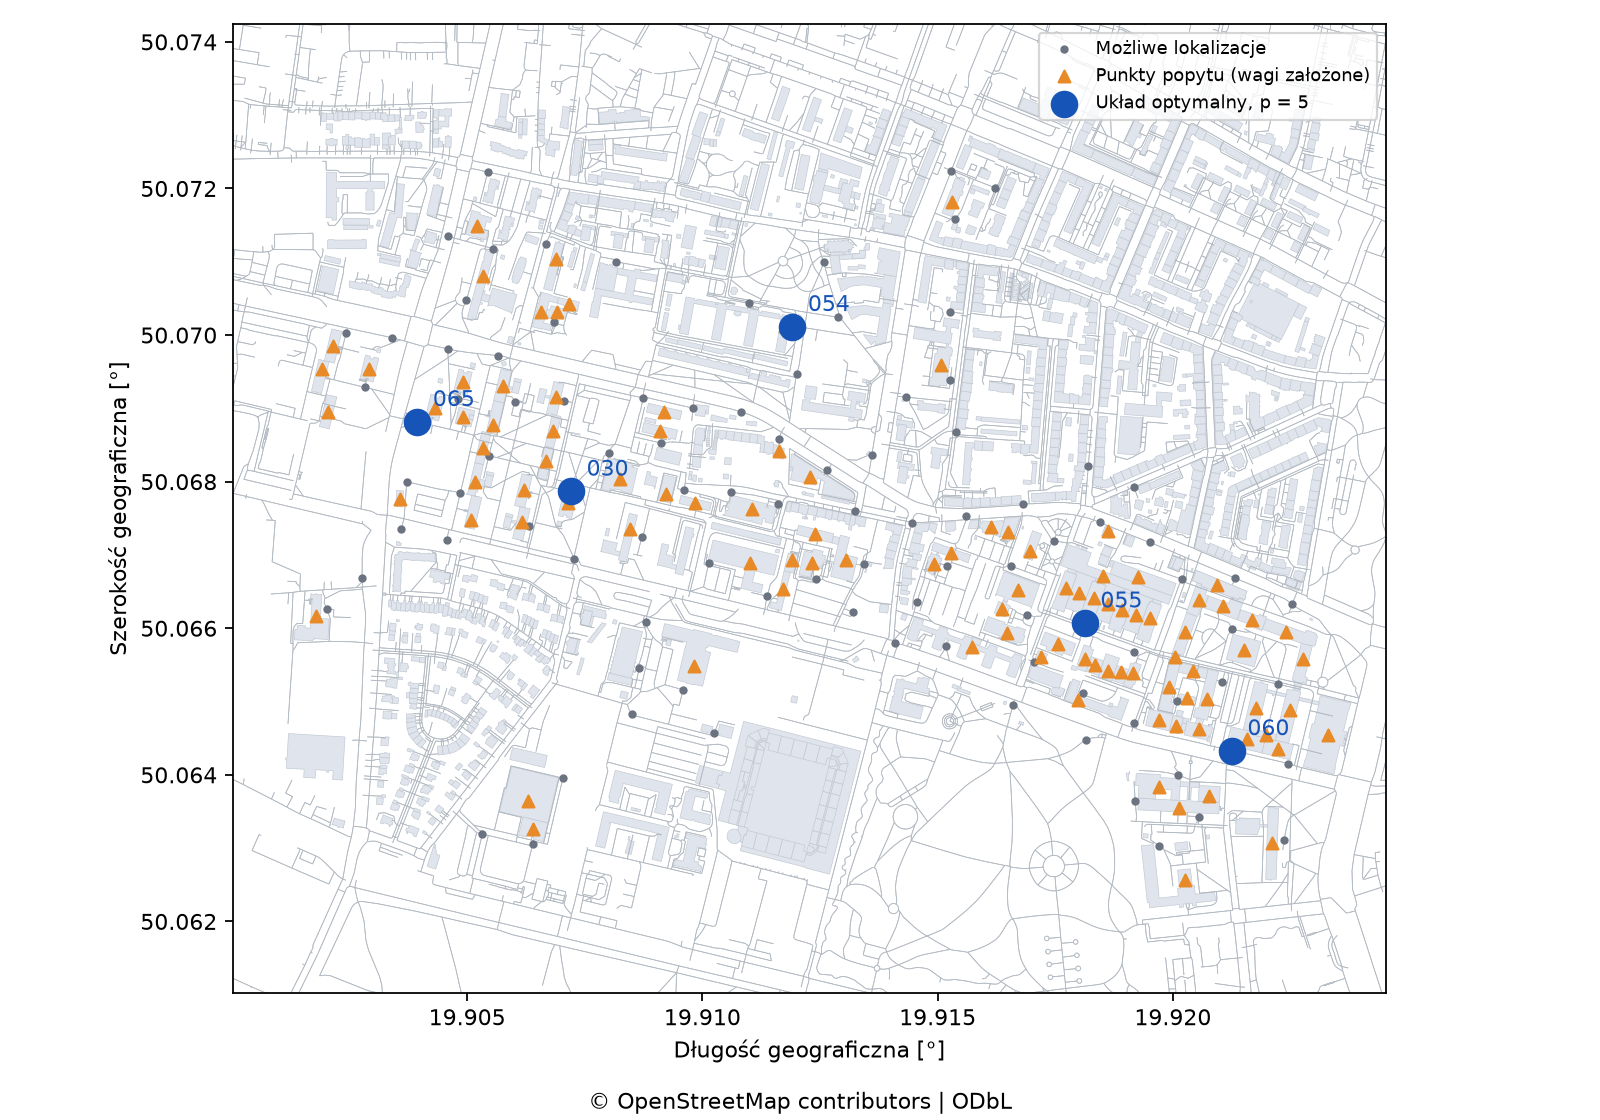 Możliwe lokalizacje
Punkty popytu (wagi założone)
Układ optymalny, p = 5
50.074
50.072
50.070
50.068
50.066
50.064
50.062
Szerokość geograficzna [°]
054
065
030
055
060
19.905
19.910
19.915
19.920
Długość geograficzna [°]
© OpenStreetMap contributors | ODbL